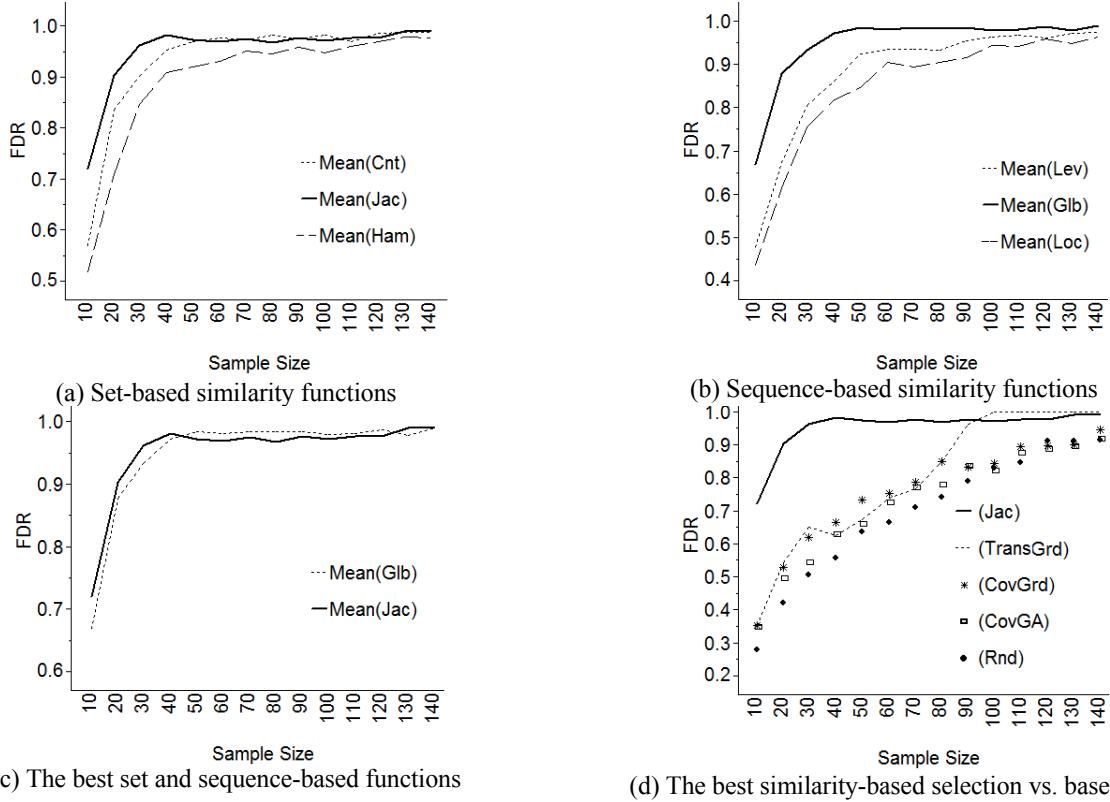 1.0
0.9
0.8
0.7
0.6
0.5
FDR
Mean(Cnt)
Mean(Jac)
Mean(Ham)
10 20 30 40 50 60 70 80 90 100 110 120 130 140
Sample Size
(a) Set-based similarity functions
1.0
0.9
0.8
0.7
0.6
0.5
0.4
FDR
Mean(Lev)
Mean(Glb)
Mean(Loc)
10 20 30 40 50 60 70 80 90 100 110 120 130 140
Sample Size
(b) Sequence-based similarity functions
1.0
0.9
0.8
0.7
0.6
FDR
Mean(Glb)
Mean(Jac)
10 20 30 40 50 60 70 80 90 100 110 120 130 140
Sample Size
c) The best set and sequence-based functions
1.0
0.9
0.8
0.7
0.6
0.5
0.4
0.3
0.2
FDR
(Jac)
(TransGrd)
(CovGrd)
(CovGA)
(Rnd)
10 20 30 40 50 60 70 80 90 100 110 120 130 140
Sample Size
(d) The best similarity-based selection vs. base